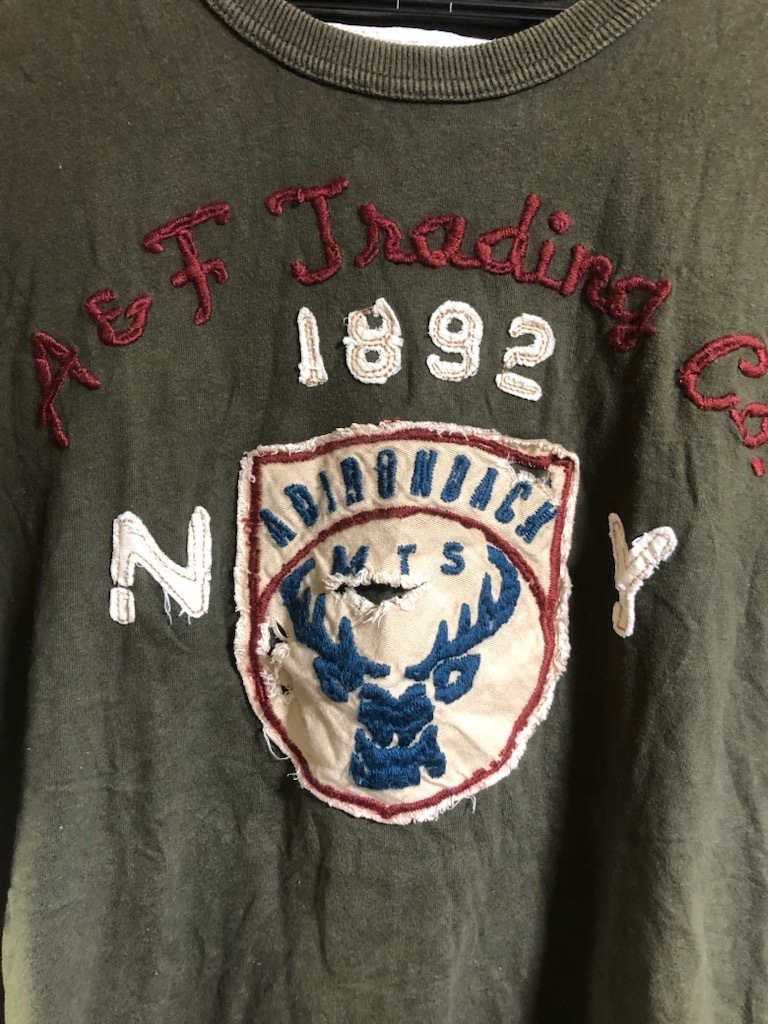 A & F Trading Co.
1892
ADIRONDACK
MTS
N Y